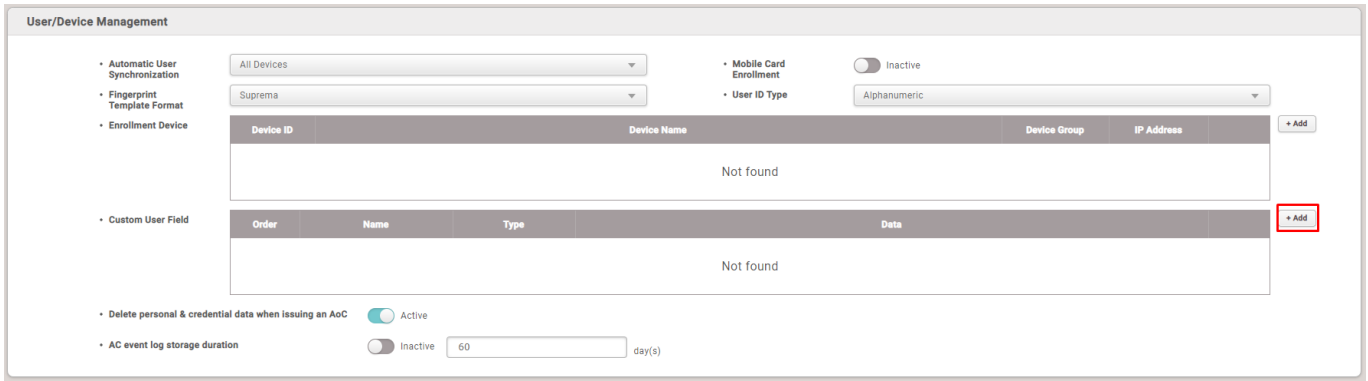 User/Device Management
• Automatic User
Synchronization
All Devices
• Mobile Card
Enrollment
Inactive
• Fingerprint
Template Format
Suprema
• User ID Type
Alphanumeric
• Enrollment Device
Device ID Device Name Device Group IP Address
+ Add
Not found
• Custom User Field
Order Name Type Data
+ Add
Not found
• Delete personal & credential data when issuing an AoC Active
• AC event log storage duration Inactive 60 day(s)